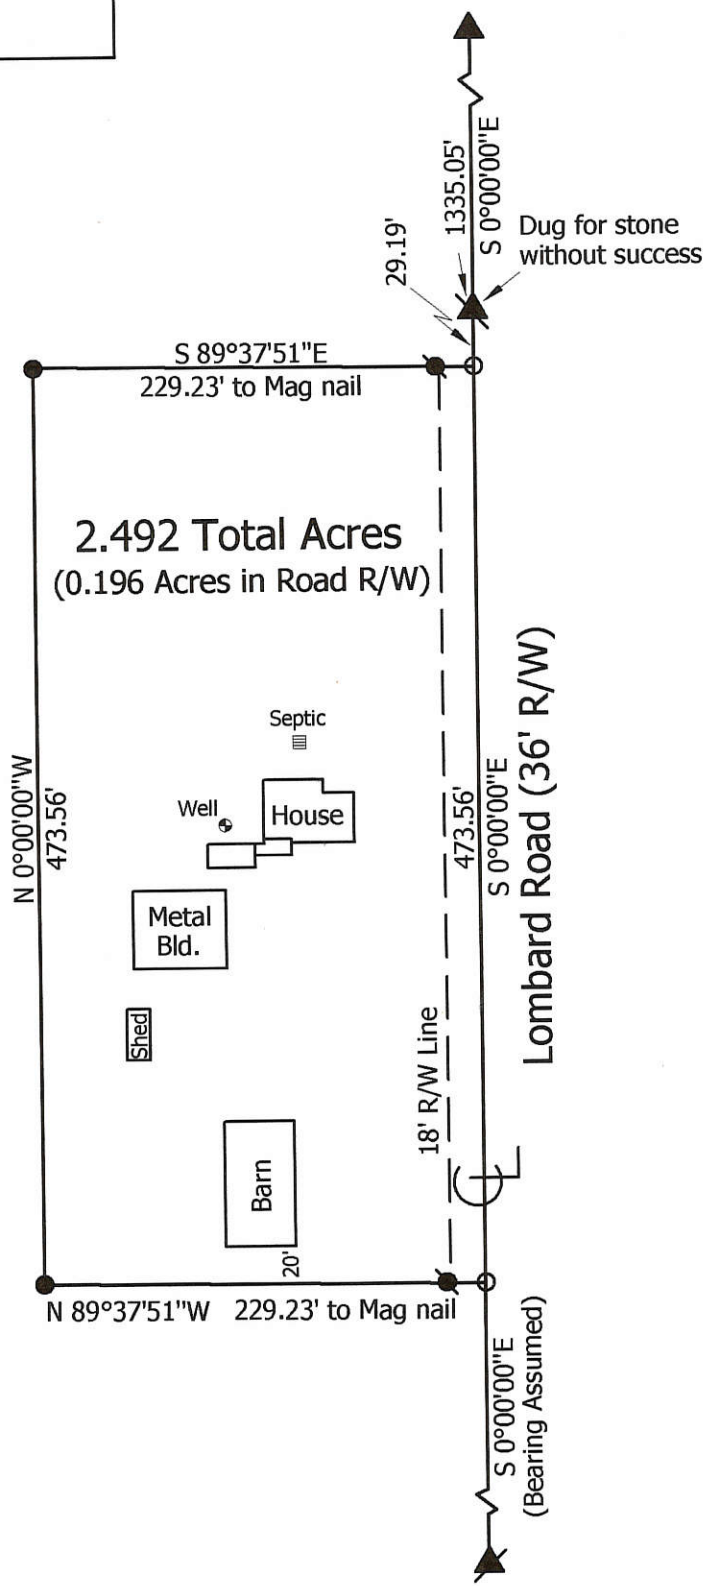 1335.05'
S 0°00'00"E
29.19'
Dug for stone
without success
S 89°37'51"E
229.23' to Mag nail
2.492 Total Acres
(0.196 Acres in Road R/W)
N 0°00'00"W
473.56'
Septic
Well
House
Metal
Bld.
Shed
Barn
20'
18' R/W Line
473.56'
S 0°00'00"E
Lombard Road (36' R/W)
N 89°37'51"W 229.23' to Mag nail
S 0°00'00"E
(Bearing Assumed)